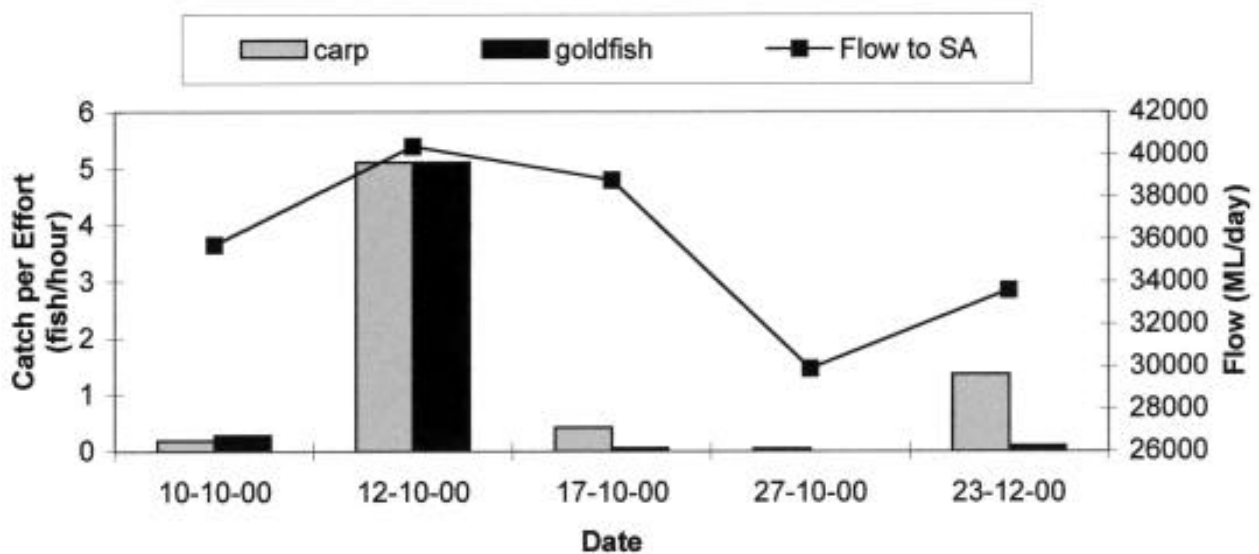 carp goldfish Flow to SA
Catch per Effort
(fish/hour)
6
5
4
3
2
1
0
42000
40000
38000
36000
34000
32000
30000
28000
26000
Flow (ML/day)
10-10-00 12-10-00 17-10-00 27-10-00 23-12-00
Date